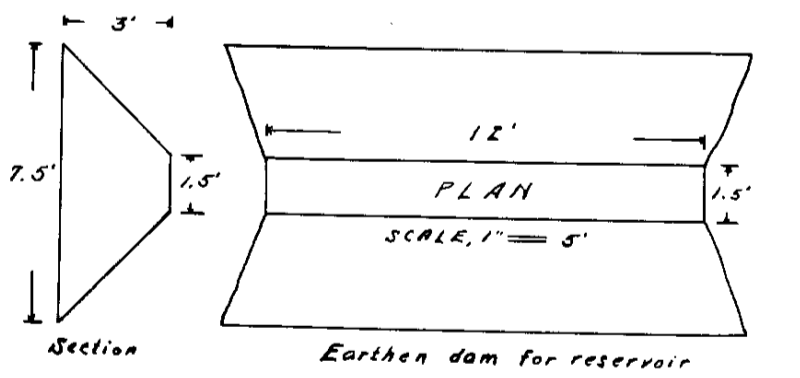 3'
7.5'
1.5'
Section
12'
PLAN
1.5'
SCALE, 1" = 5'
Earthen dam for reservoir